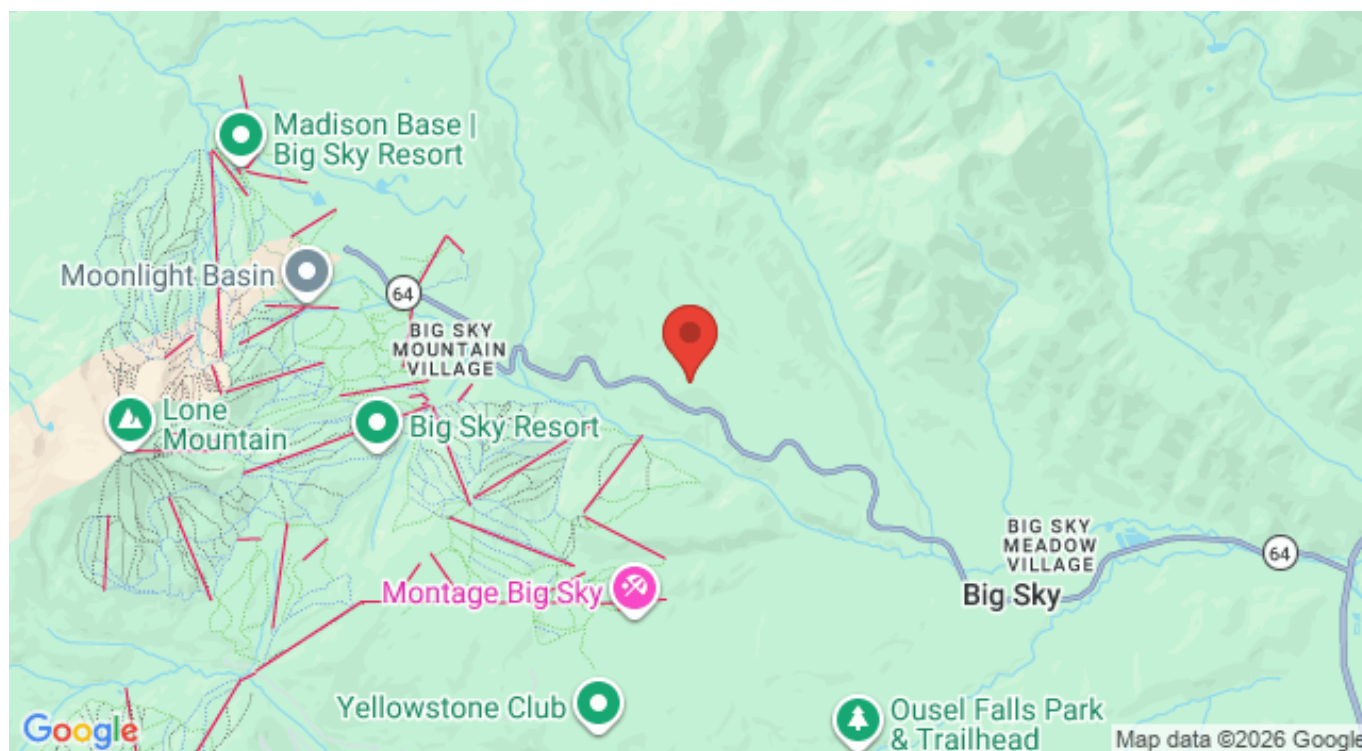 Madison Base |
Big Sky Resort
Moonlight Basin
64
BIG SKY
MOUNTAIN
VILLAGE
Lone
Mountain
Big Sky Resort
BIG SKY
MEADOW
VILLAGE
64
Montage Big Sky
Big Sky
Yellowstone Club
Ousel Falls Park
& Trailhead
Google
Map data ©2026 Google